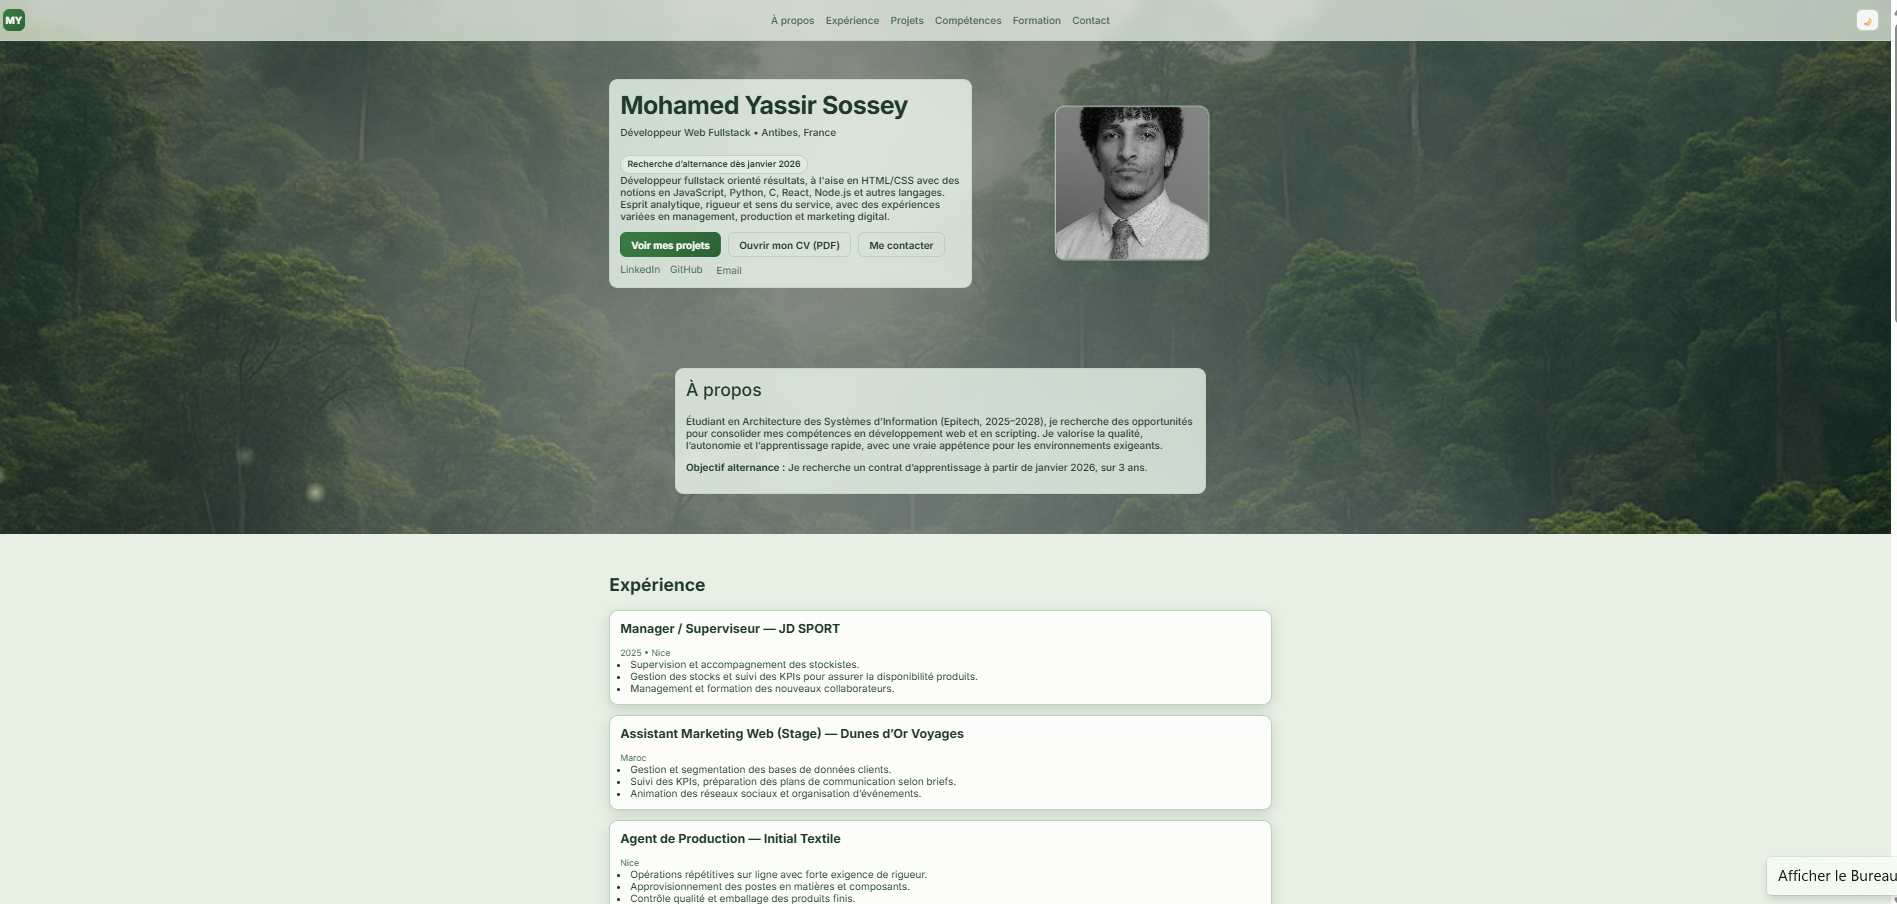 MY
À propos Expérience Projets Compétences Formation Contact
Mohamed Yassir Sossey
Développeur Web Fullstack • Antibes, France
Recherche d’alternance dès janvier 2026
Développeur fullstack orienté résultats, à l'aise en HTML/CSS avec des
notions en JavaScript, Python, C, React, Node.js et autres langages.
Esprit analytique, rigueur et sens du service, avec des expériences
variées en management, production et marketing digital.
Voir mes projets Ouvrir mon CV (PDF) Me contacter
LinkedIn GitHub Email
À propos
Étudiant en Architecture des Systèmes d’Information (Epitech, 2025–2028), je recherche des opportunités
pour consolider mes compétences en développement web et en scripting. Je valorise la qualité,
l’autonomie et l’apprentissage rapide, avec une vraie appétence pour les environnements exigeants.
Objectif alternance : Je recherche un contrat d’apprentissage à partir de janvier 2026, sur 3 ans.
Expérience
Manager / Superviseur — JD SPORT
2025 • Nice
• Supervision et accompagnement des stockistes.
• Gestion des stocks et suivi des KPIs pour assurer la disponibilité produits.
• Management et formation des nouveaux collaborateurs.
Assistant Marketing Web (Stage) — Dunes d’Or Voyages
Maroc
• Gestion et segmentation des bases de données clients.
• Suivi des KPIs, préparation des plans de communication selon briefs.
• Animation des réseaux sociaux et organisation d’événements.
Agent de Production — Initial Textile
Nice
• Opérations répétitives sur ligne avec forte exigence de rigueur.
• Approvisionnement des postes en matières et composants.
• Contrôle qualité et emballage des produits finis.
Afficher le Bureau